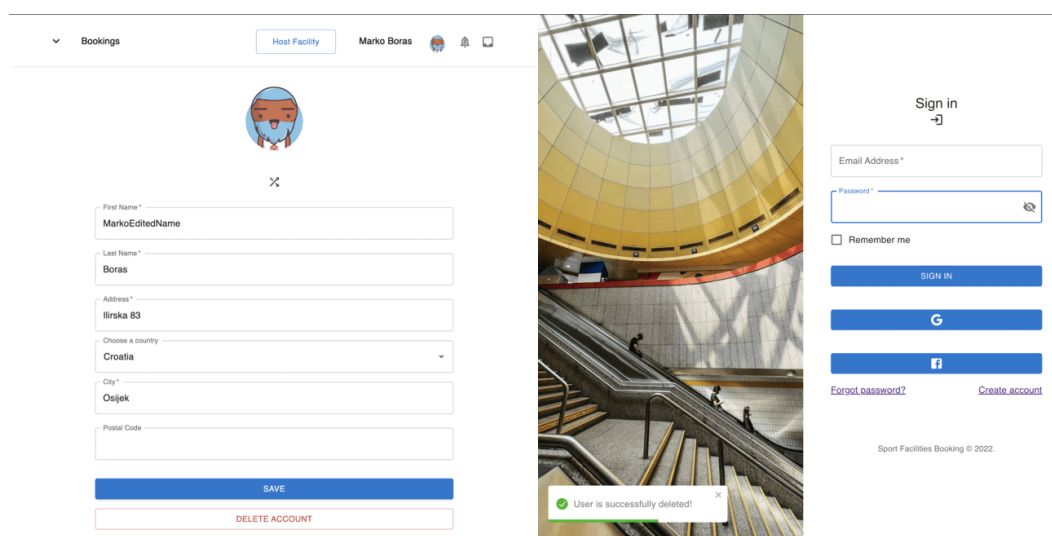 Bookings
Host Facility
Marko Boras
First Name *
MarkoEditedName
Last Name *
Boras
Address *
Ilirska 83
Choose a country
Croatia
City *
Osijek
Postal Code
SAVE
DELETE ACCOUNT
User is successfully deleted!
Sign in
Email Address *
Password *
Remember me
SIGN IN
G
Forgot password? Create account
Sport Facilities Booking © 2022.